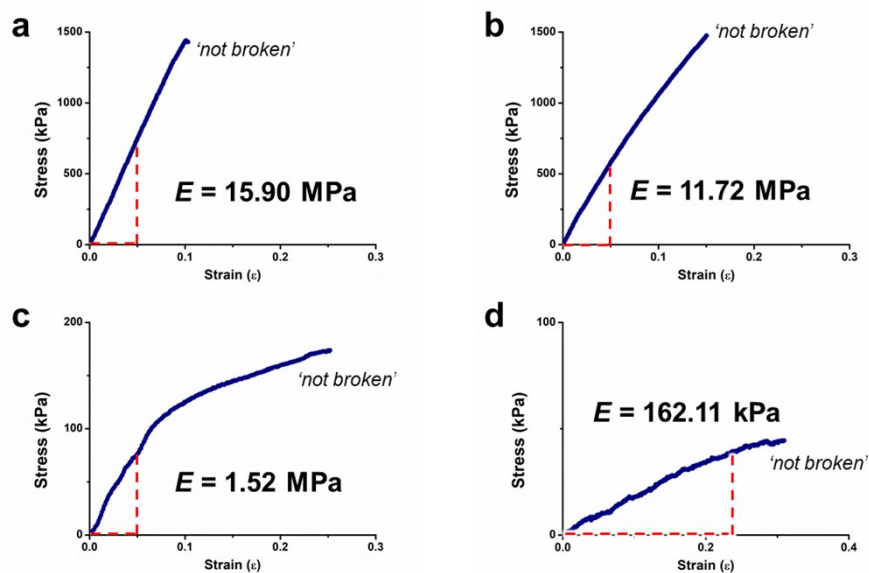 a
1500
1000
500
0
Stress (kPa)
'not broken'
E = 15.90 MPa
0.0 0.1 0.2 0.3
Strain (ε)
b
1500
1000
500
0
Stress (kPa)
'not broken'
E = 11.72 MPa
0.0 0.1 0.2 0.3
Strain (ε)
c
200
100
0
Stress (kPa)
'not broken'
E = 1.52 MPa
0.0 0.1 0.2 0.3
Strain (ε)
d
100
0
Stress (kPa)
E = 162.11 kPa
'not broken'
0.0 0.2 0.4
Strain (ε)